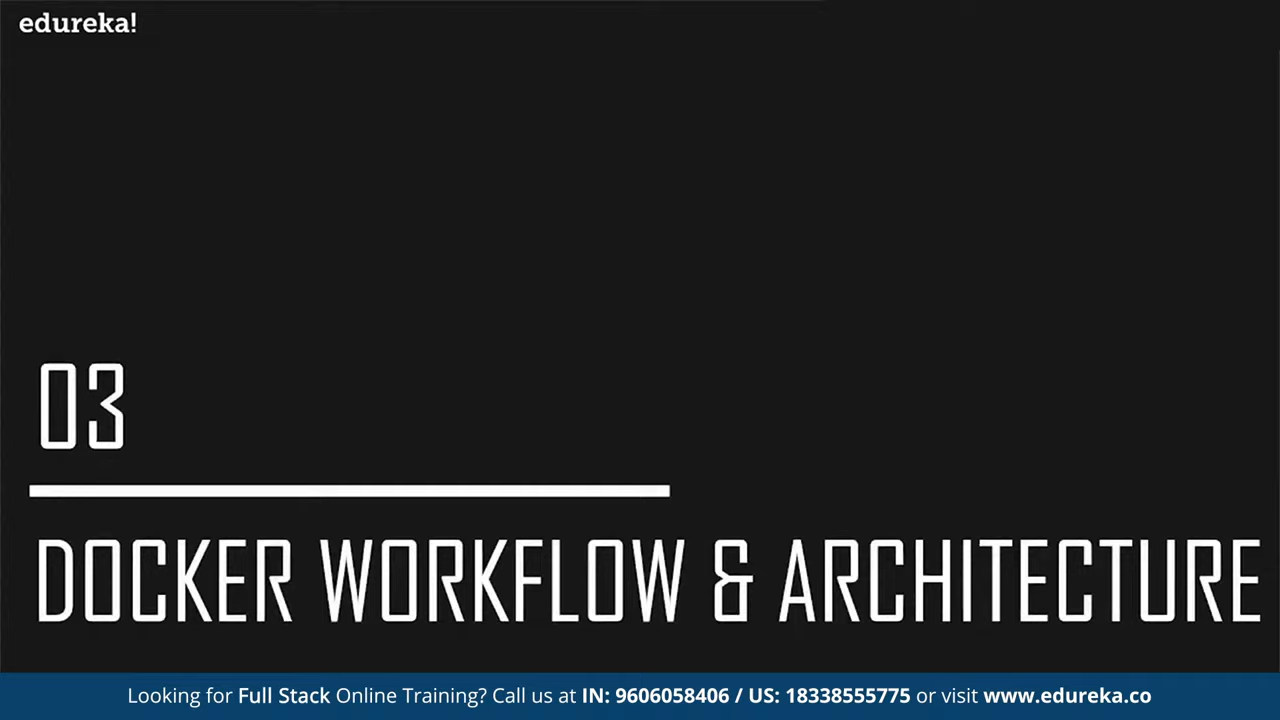 edureka!
03
DOCKER WORKFLOW & ARCHITECTURE
Looking for Full Stack Online Training? Call us at IN: 9606058406 / US: 18338555775 or visit www.edureka.co